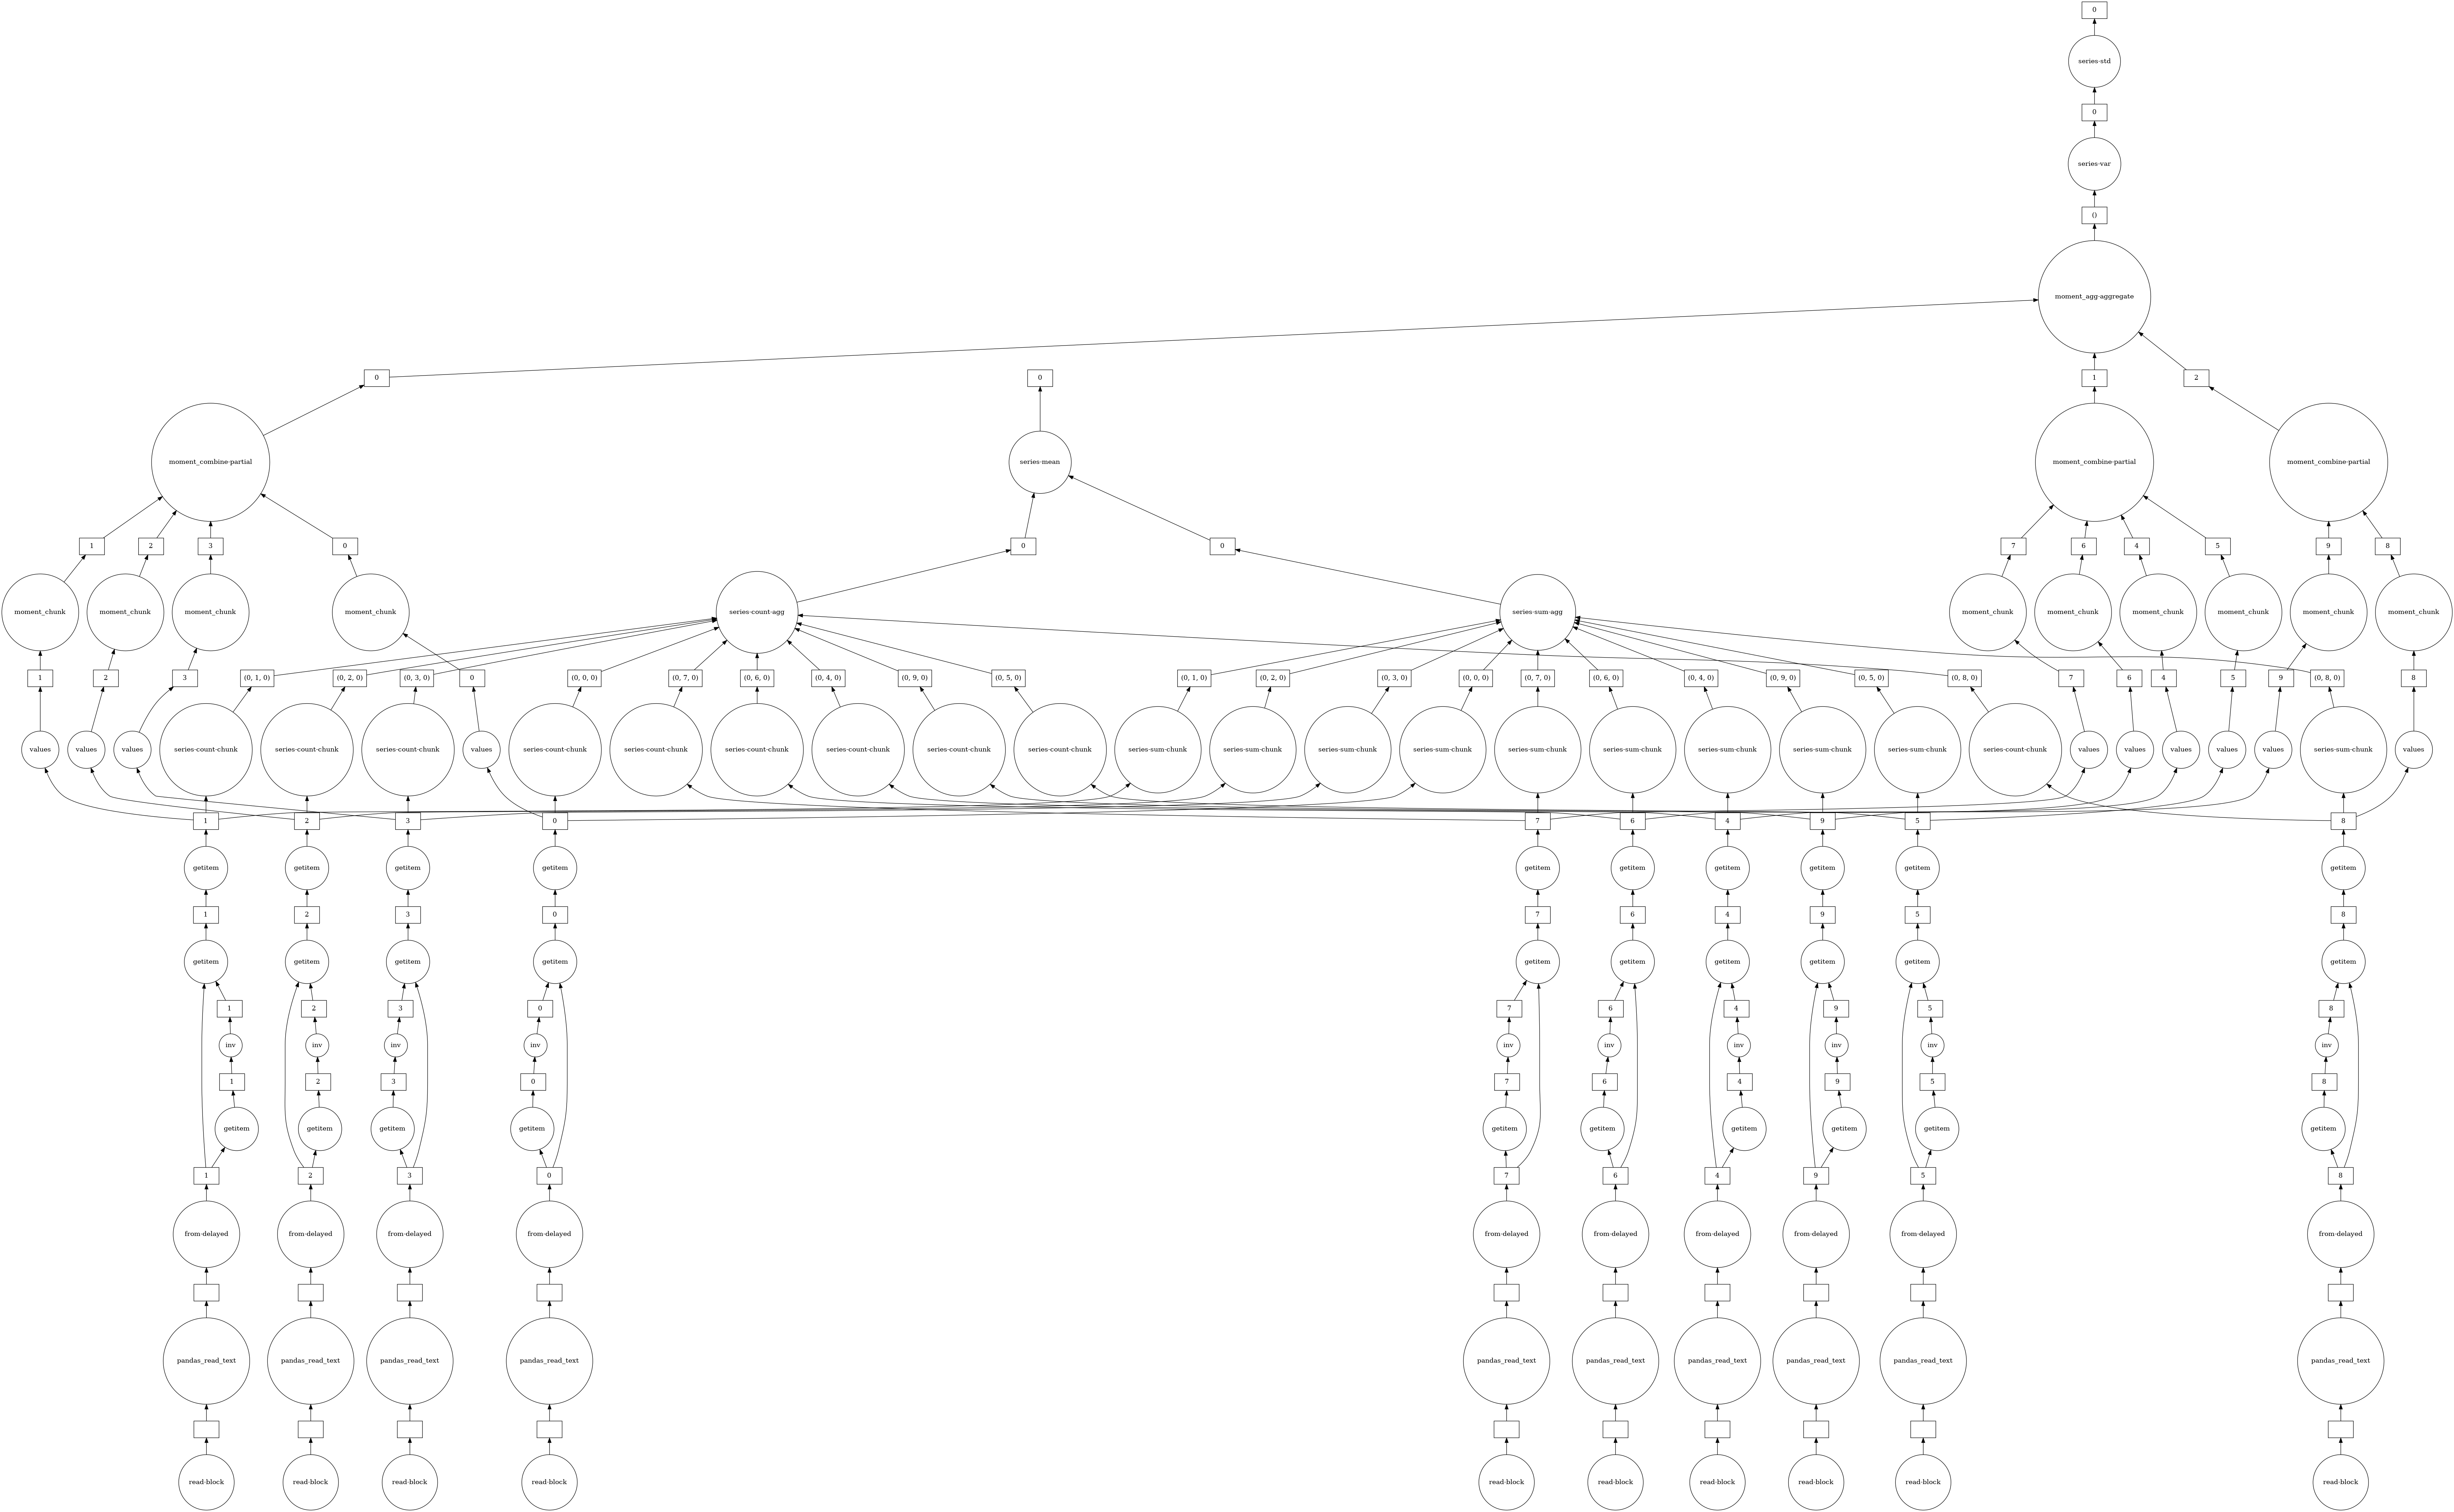 0
series-std
0
series-var
()
moment_agg-aggregate
0 0 1 2
moment_combine-partial series-mean moment_combine-partial moment_combine-partial
1 2 3 0 0 0 7 6 4 5 9 8
moment_chunk moment_chunk moment_chunk moment_chunk series-count-agg series-sum-agg moment_chunk moment_chunk moment_chunk moment_chunk moment_chunk moment_chunk
1 2 3 (0, 1, 0) (0, 2, 0) (0, 3, 0) 0 (0, 0, 0) (0, 7, 0) (0, 6, 0) (0, 4, 0) (0, 9, 0) (0, 5, 0) (0, 1, 0) (0, 2, 0) (0, 3, 0) (0, 0, 0) (0, 7, 0) (0, 6, 0) (0, 4, 0) (0, 9, 0) (0, 5, 0) (0, 8, 0) 7 6 4 5 9 (0, 8, 0) 8
values values values series-count-chunk series-count-chunk series-count-chunk values series-count-chunk series-count-chunk series-count-chunk series-count-chunk series-count-chunk series-count-chunk series-sum-chunk series-sum-chunk series-sum-chunk series-sum-chunk series-sum-chunk series-sum-chunk series-sum-chunk series-sum-chunk series-sum-chunk series-count-chunk values values values values values series-sum-chunk values
1 2 3 0 7 6 4 9 5 8
getitem getitem getitem getitem getitem getitem getitem getitem getitem getitem
1 2 3 0 7 6 4 9 5 8
getitem getitem getitem getitem getitem getitem getitem getitem getitem getitem
1 2 3 0 7 6 4 9 5 8
inv inv inv inv inv inv inv inv inv inv
1 2 3 0 7 6 4 9 5 8
getitem getitem getitem getitem getitem getitem getitem getitem getitem getitem
1 2 3 0 7 6 4 9 5 8
from-delayed from-delayed from-delayed from-delayed from-delayed from-delayed from-delayed from-delayed from-delayed from-delayed
pandas_read_text pandas_read_text pandas_read_text pandas_read_text pandas_read_text pandas_read_text pandas_read_text pandas_read_text pandas_read_text pandas_read_text
read-block read-block read-block read-block read-block read-block read-block read-block read-block read-block